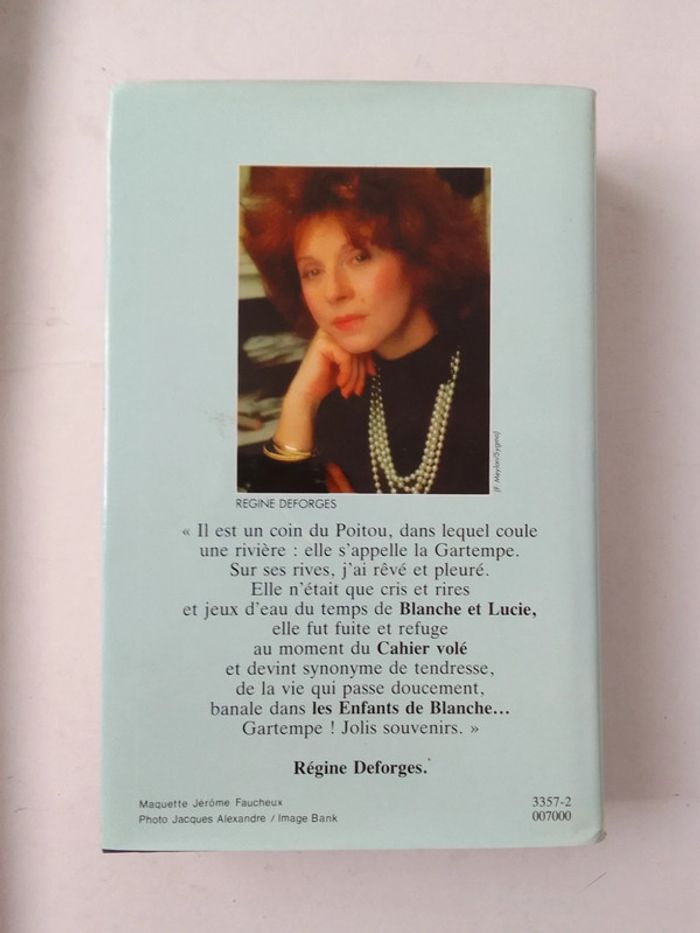 (F. Meylan/Sygma)
REGINE DEFORGES
« Il est un coin du Poitou, dans lequel coule
une rivière : elle s'appelle la Gartempe.
Sur ses rives, j'ai rêvé et pleuré.
Elle n'était que cris et rires
et jeux d'eau du temps de Blanche et Lucie,
elle fut fuite et refuge
au moment du Cahier volé
et devint synonyme de tendresse,
de la vie qui passe doucement,
banale dans les Enfants de Blanche...
Gartempe ! Jolis souvenirs. »
Régine Deforges.
Maquette Jérôme Faucheux
Photo Jacques Alexandre / Image Bank
3357-2
007000